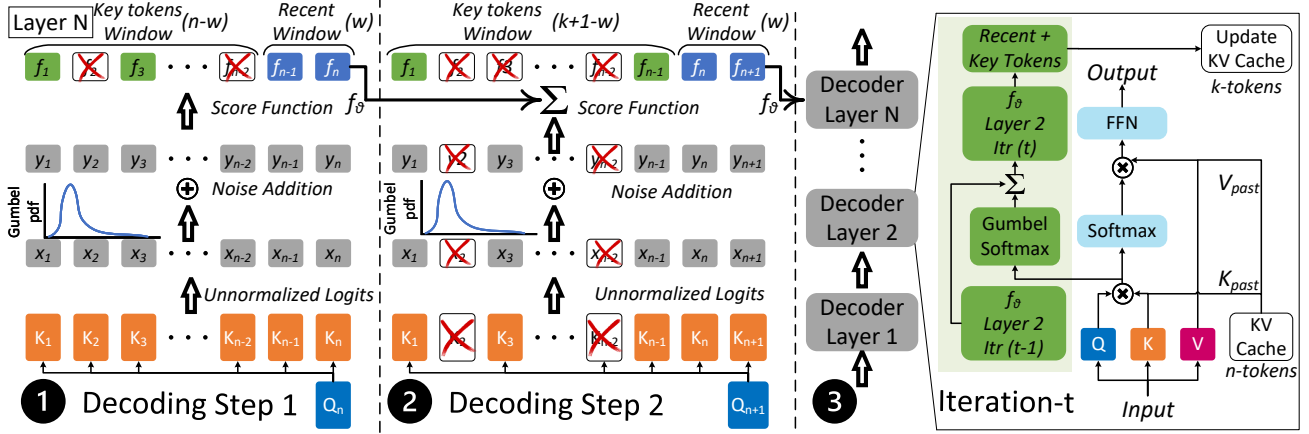 Layer N
Key tokens Window (n-w)
Recent Window (w)
f1 f2 f3 · · · fn-2 fn-1 fn
Score Function
fϑ
y1 y2 y3 · · · yn-2 yn-1 yn
Noise Addition
Gumbel pdf
x1 x2 x3 · · · xn-2 xn-1 xn
Unnormalized Logits
K1 K2 K3 · · · Kn-2 Kn-1 Kn
1 Decoding Step 1
Qn
Key tokens Window (k+1-w)
Recent Window (w)
f1 f2 f3 · · · fn-2 fn-1 fn fn+1
Σ
Score Function
fϑ
y1 y2 y3 · · · yn-2 yn-1 yn yn+1
Noise Addition
Gumbel pdf
x1 x2 x3 · · · xn-2 xn-1 xn xn+1
Unnormalized Logits
K1 K2 K3 · · · Kn-2 Kn-1 Kn Kn+1
2 Decoding Step 2
Qn+1
Decoder
Layer N
Decoder
Layer 2
Decoder
Layer 1
3
Recent +
Key Tokens
Update
KV Cache
k-tokens
Output
fϑ
Layer 2
Itr (t)
FFN
Σ
Vpast
Gumbel
Softmax
Softmax
Kpast
fϑ
Layer 2
Itr (t-1)
Q K V
KV
Cache
n-tokens
Iteration-t
Input